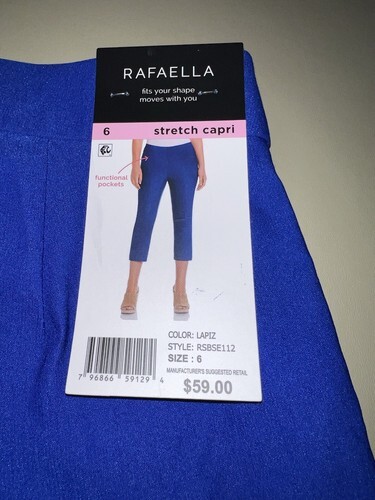 RAFAELLA
fits your shape
moves with you
6 stretch capri
functional
pockets
COLOR: LAPIZ
STYLE: RSBSE112
SIZE : 6
MANUFACTURER'S SUGGESTED RETAIL
$59.00
7 96866 59129 4